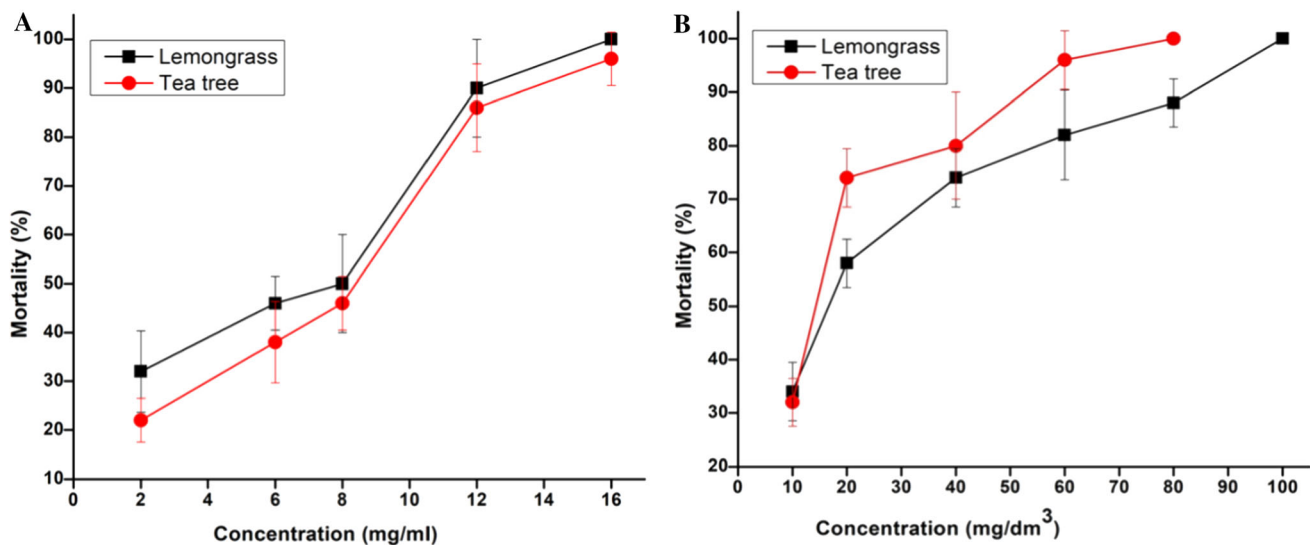 A
Lemongrass
Tea tree
Mortality (%)
100
90
80
70
60
50
40
30
20
10
0 2 4 6 8 10 12 14 16
Concentration (mg/ml)
B
Lemongrass
Tea tree
Mortality (%)
100
90
80
70
60
50
40
30
20
0 10 20 30 40 50 60 70 80 90 100
Concentration (mg/dm³)